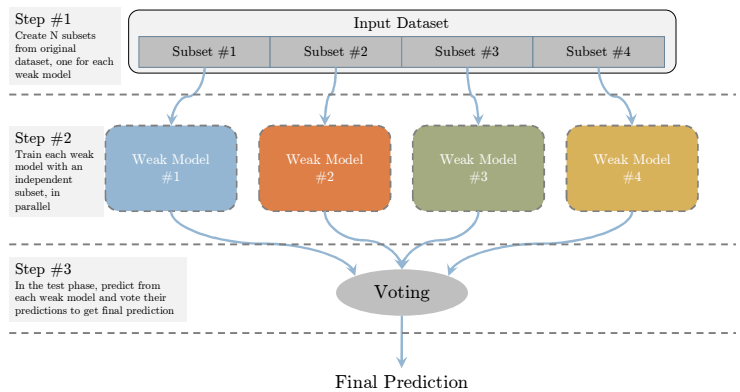 Step #1
Create N subsets
from original
dataset, one for each
weak model
Input Dataset
Subset #1
Subset #2
Subset #3
Subset #4
Step #2
Train each weak
model with an
independent
subset, in
parallel
Weak Model
#1
Weak Model
#2
Weak Model
#3
Weak Model
#4
Step #3
In the test phase, predict from
each weak model and vote their
predictions to get final prediction
Voting
Final Prediction